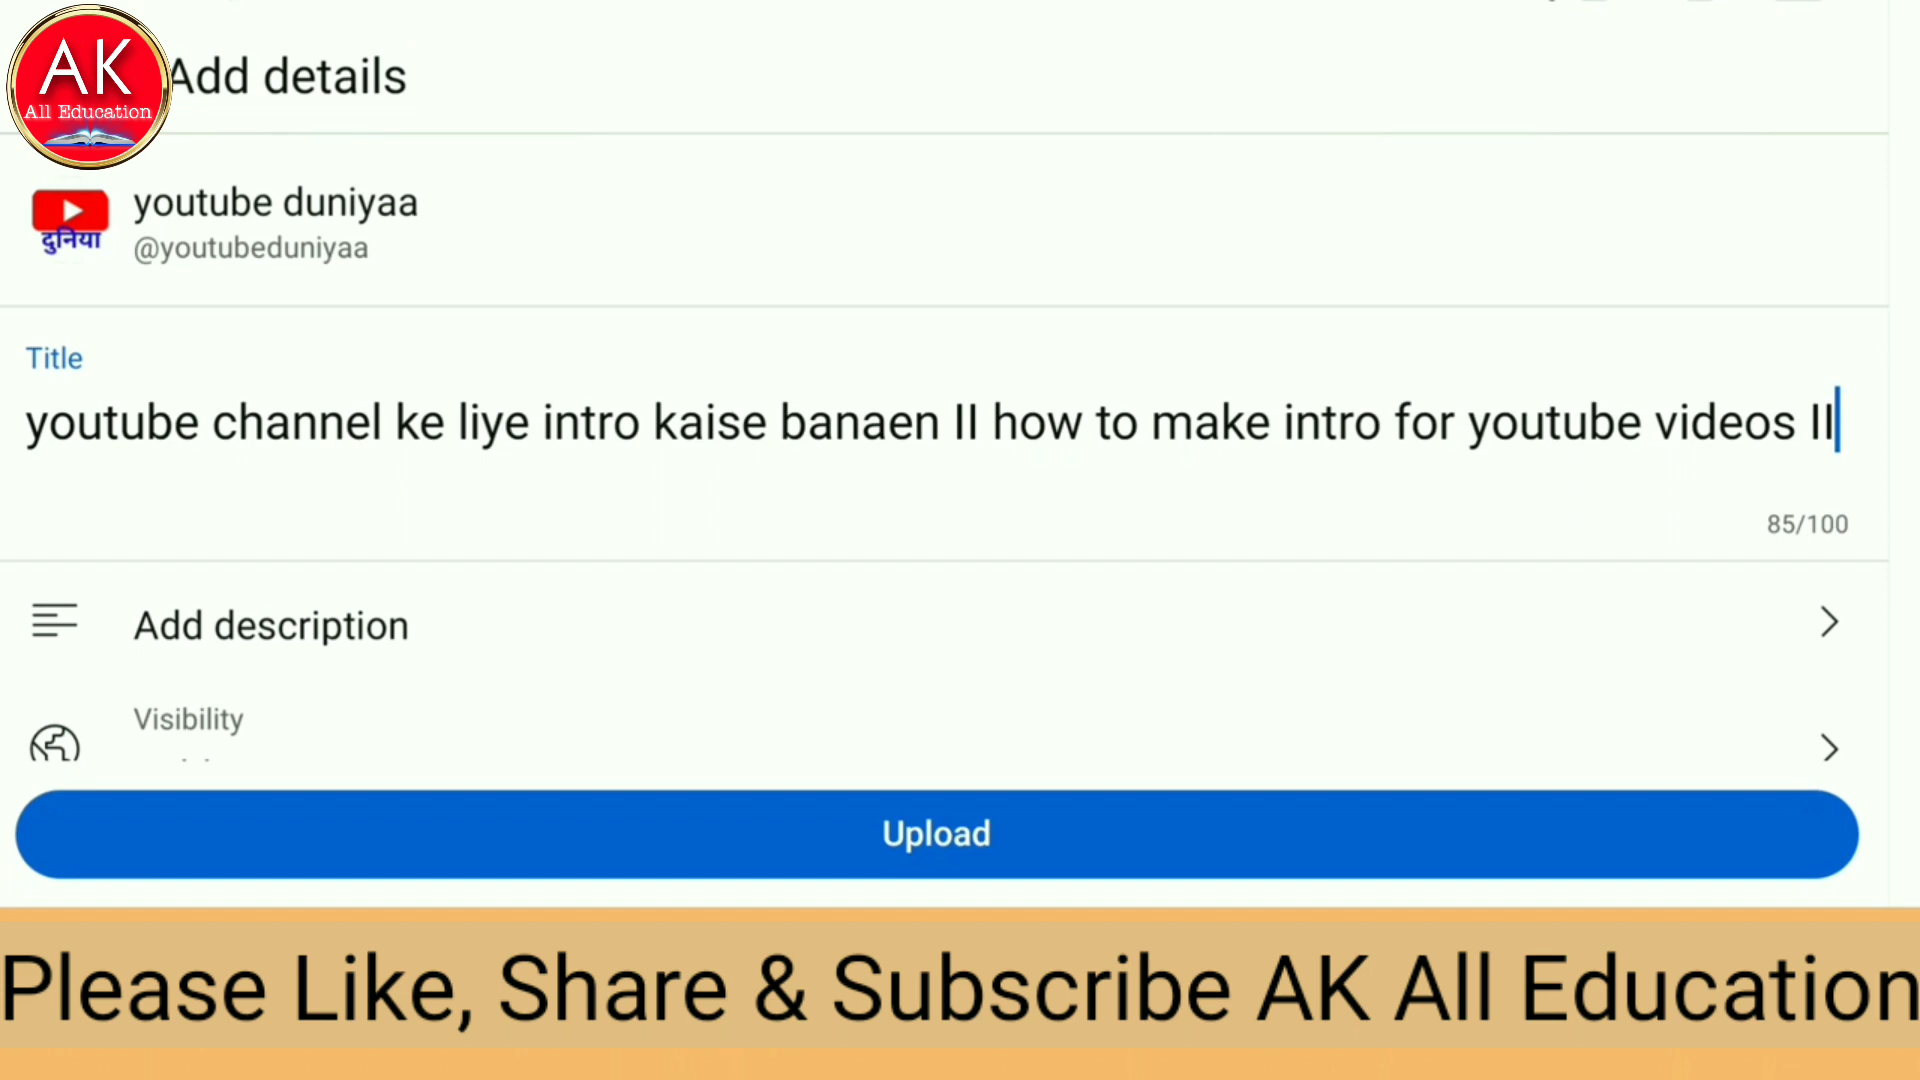 AK
All Education
Add details
दुनिया
youtube duniyaa
@youtubeduniyaa
Title
youtube channel ke liye intro kaise banaen II how to make intro for youtube videos II
85/100
Add description
Visibility
Upload
Please Like, Share & Subscribe AK All Education